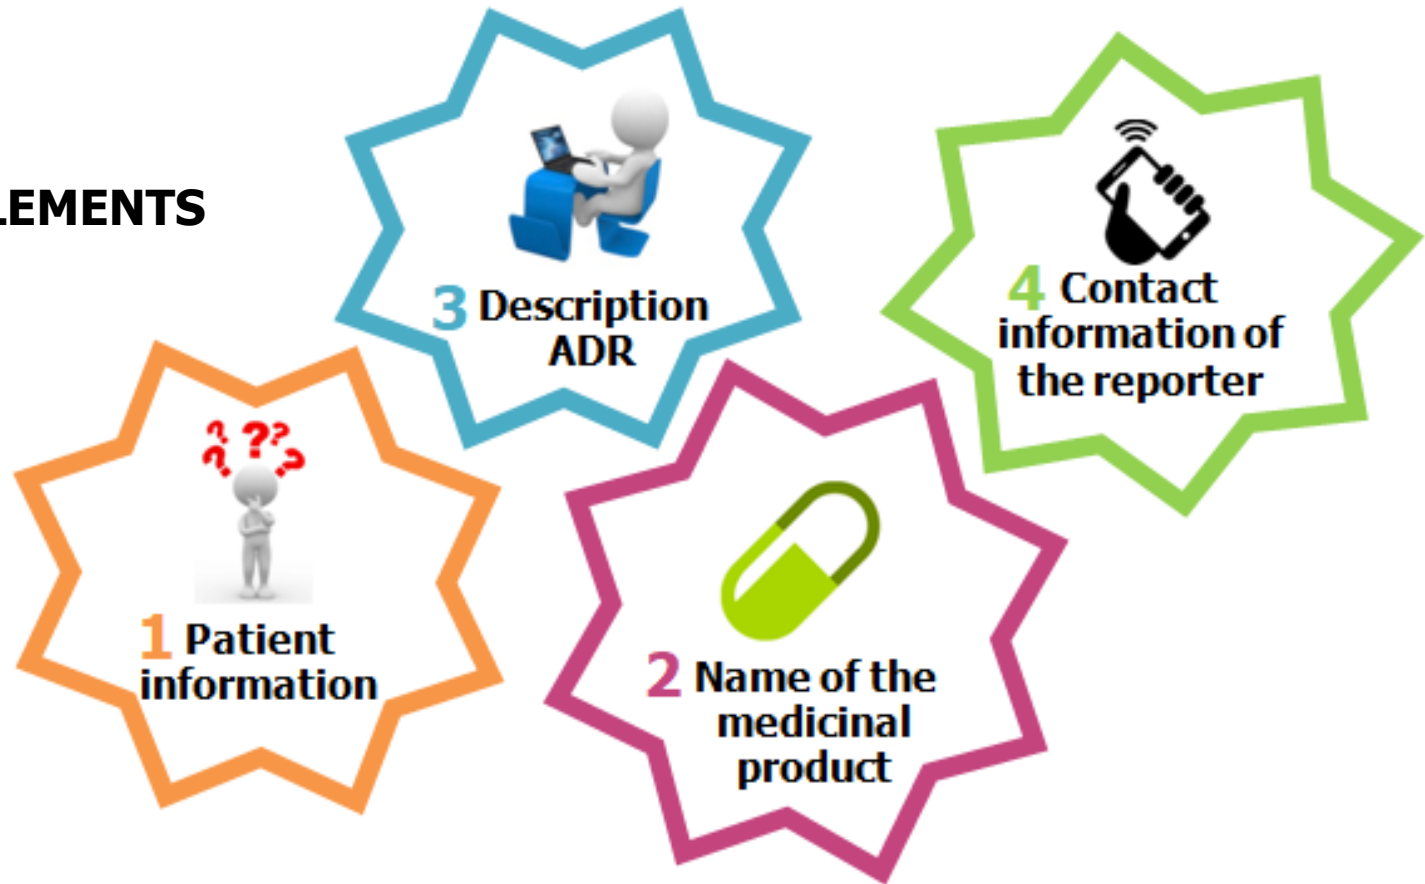 LEMENTS
1 Patient
information
2 Name of the
medicinal
product
3 Description
ADR
4 Contact
information of
the reporter
? ?? ? ?